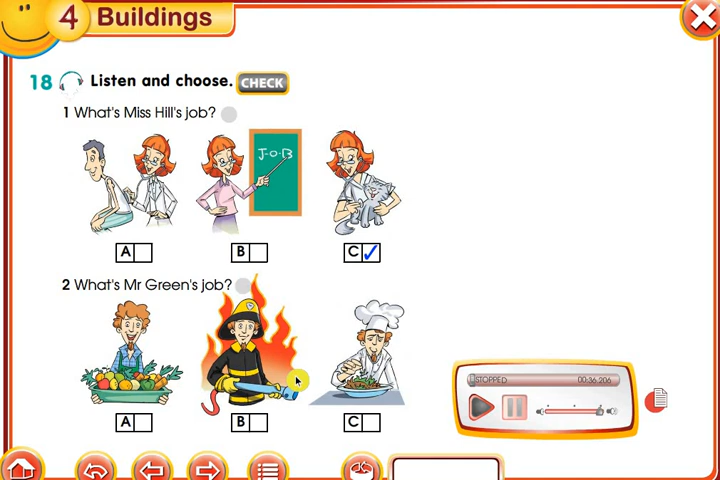 4 Buildings
18 Listen and choose. CHECK
1 What's Miss Hill's job?
J-O-B
A B C
2 What's Mr Green's job?
A B C
STOPPED 00:36,206